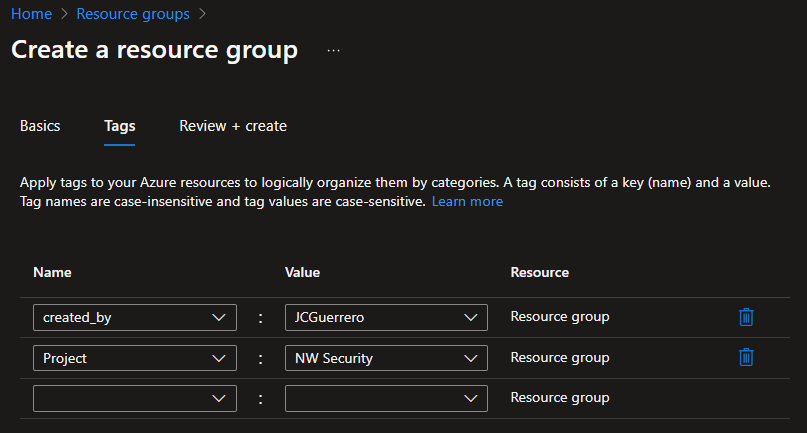 Home > Resource groups >
Create a resource group ...
Basics Tags Review + create
Apply tags to your Azure resources to logically organize them by categories. A tag consists of a key (name) and a value.
Tag names are case-insensitive and tag values are case-sensitive. Learn more
Name Value Resource
created_by : JCGuerrero Resource group
Project : NW Security Resource group
: Resource group